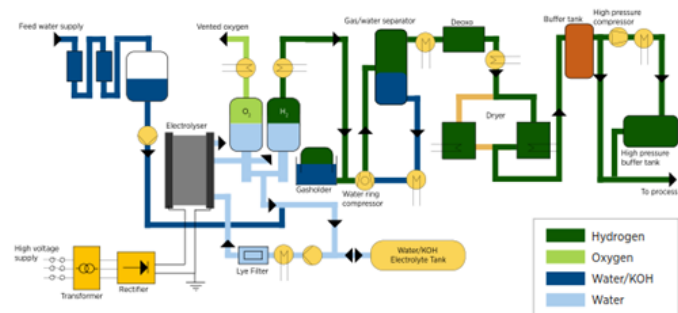 Feed water supply
Vented oxygen
Gas/water separator
Deoxo
Buffer tank
High pressure
compressor
Electrolyser
O2
H2
Dryer
Gasholder
Water ring
compressor
High pressure
buffer tank
To process
High voltage
supply
Lye Filter
Water/KOH
Electrolyte Tank
Transformer
Rectifier
Hydrogen
Oxygen
Water/KOH
Water